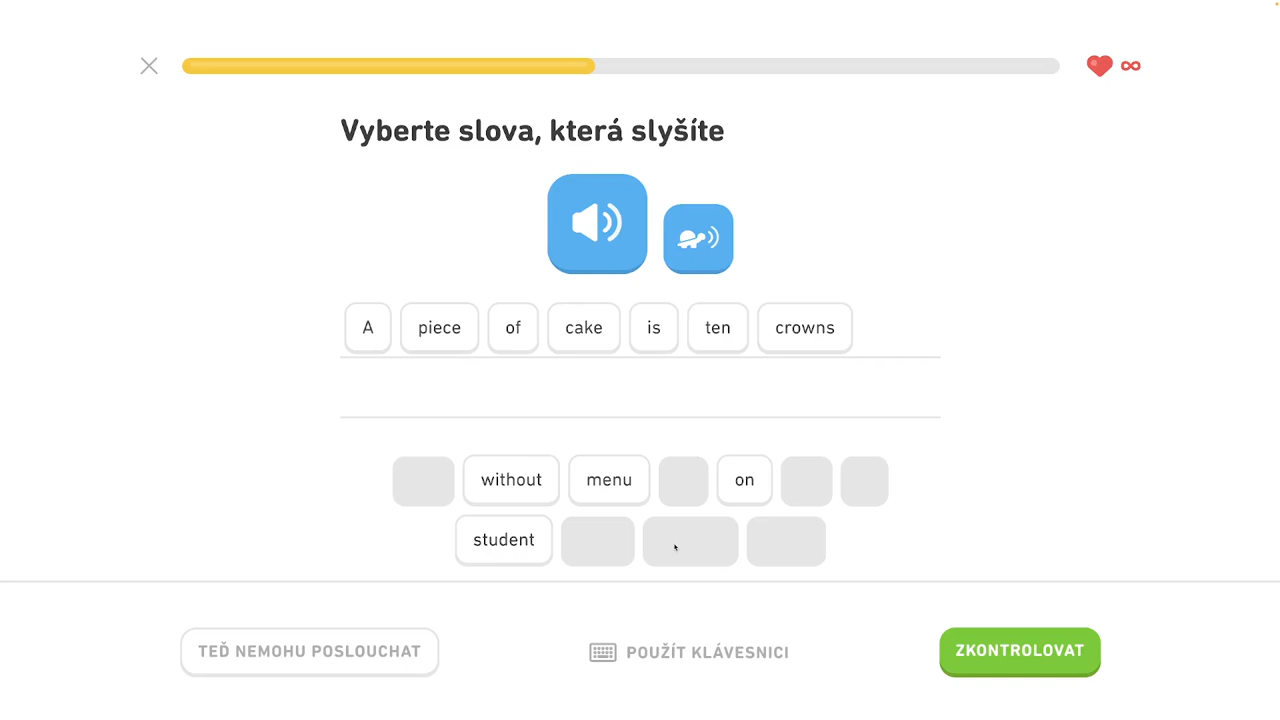 Vyberte slova, která slyšíte
A piece of cake is ten crowns
without menu on
student
TEĎ NEMOHU POSLOUCHAT POUŽÍT KLÁVESNICI ZKONTROLOVAT